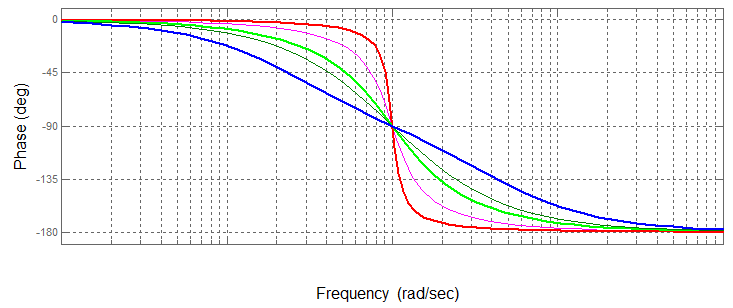 0
-45
-90
-135
-180
Phase (deg)
Frequency (rad/sec)